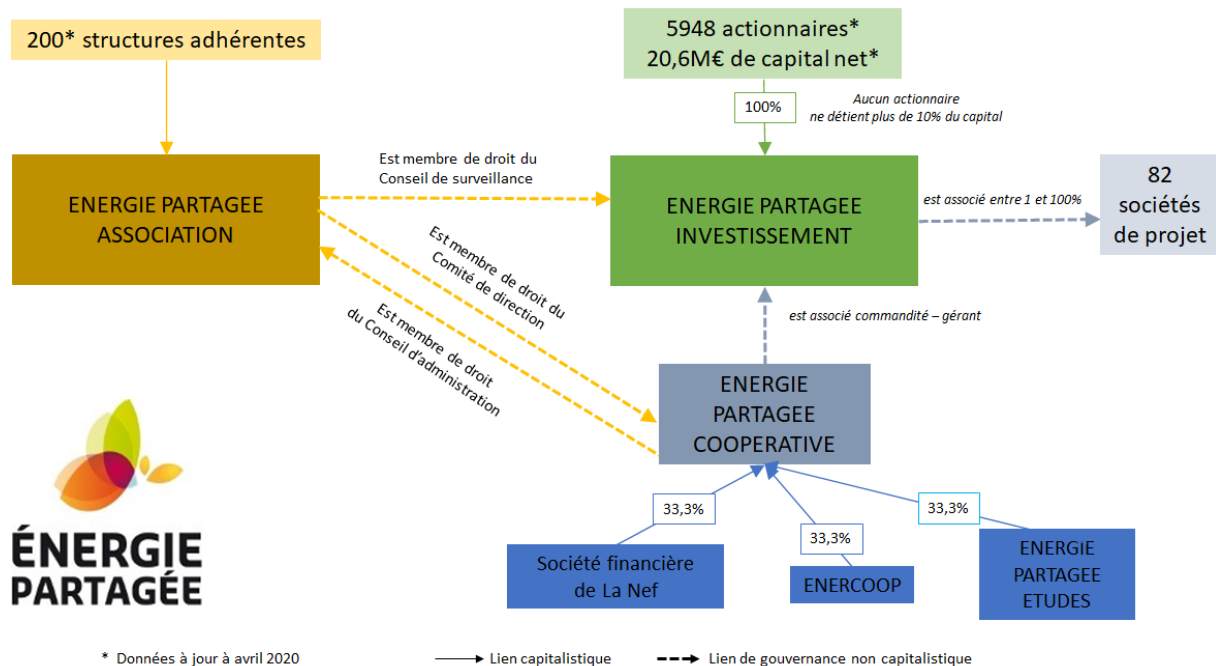 200* structures adhérentes
5948 actionnaires*
20,6M€ de capital net*
100%
Aucun actionnaire
ne détient plus de 10% du capital
ENERGIE PARTAGEE
ASSOCIATION
Est membre de droit du
Conseil de surveillance
ENERGIE PARTAGEE
INVESTISSEMENT
est associé entre 1 et 100%
82
sociétés
de projet
Est membre de droit du
Comité de direction
Est membre de droit
du Conseil d'administration
est associé commandité – gérant
ENERGIE
PARTAGEE
COOPERATIVE
33,3%
33,3%
33,3%
Société financière
de La Nef
ENERCOOP
ENERGIE
PARTAGEE
ETUDES
ÉNERGIE
PARTAGÉE
* Données à jour à avril 2020
Lien capitalistique
Lien de gouvernance non capitalistique